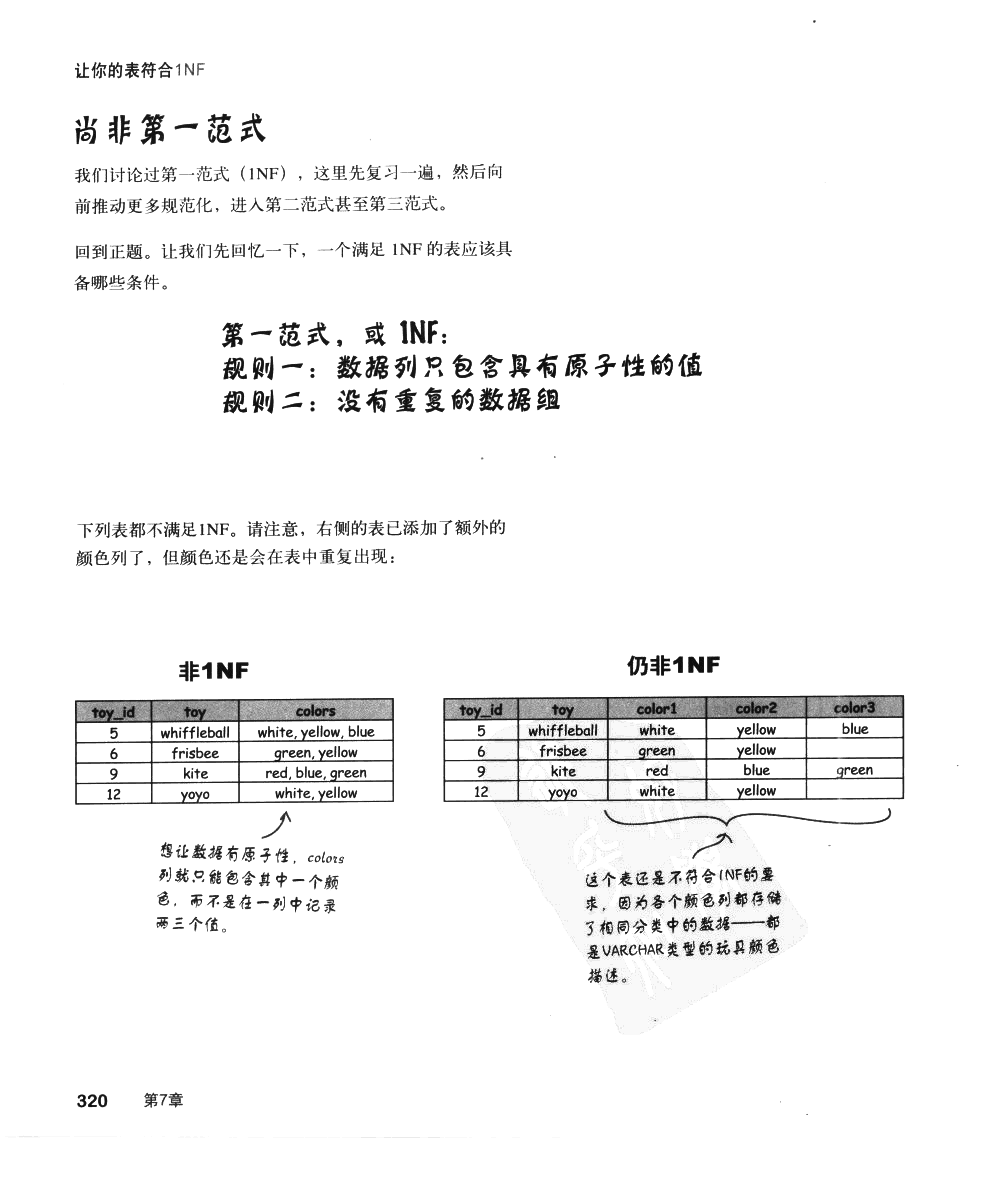 让你的表符合1NF
尚非第一范式
我们讨论过第一范式（1NF），这里先复习一遍，然后向
前推动更多规范化，进入第二范式甚至第三范式。
回到正题。让我们先回忆一下，一个满足 1NF 的表应该具
备哪些条件。
第一范式，或 1NF：
规则一：数据列只包含具有原子性的值
规则二：没有重复的数据组
下列表都不满足1NF。请注意，右侧的表已添加了额外的
颜色列了，但颜色还是会在表中重复出现：
非1NF
toy_id toy colors
5 whiffleball white, yellow, blue
6 frisbee green, yellow
9 kite red, blue, green
12 yoyo white, yellow
想让数据有原子性，colors
列就只能包含其中一个颜
色，而不是在一列中记录
两三个值。
仍非1NF
toy_id toy color1 color2 color3
5 whiffleball white yellow blue
6 frisbee green yellow
9 kite red blue green
12 yoyo white yellow
这个表还是不符合1NF的要
求，因为各个颜色列都存储
了相同分类中的数据——都
是VARCHAR类型的玩具颜色
描述。
320 第7章